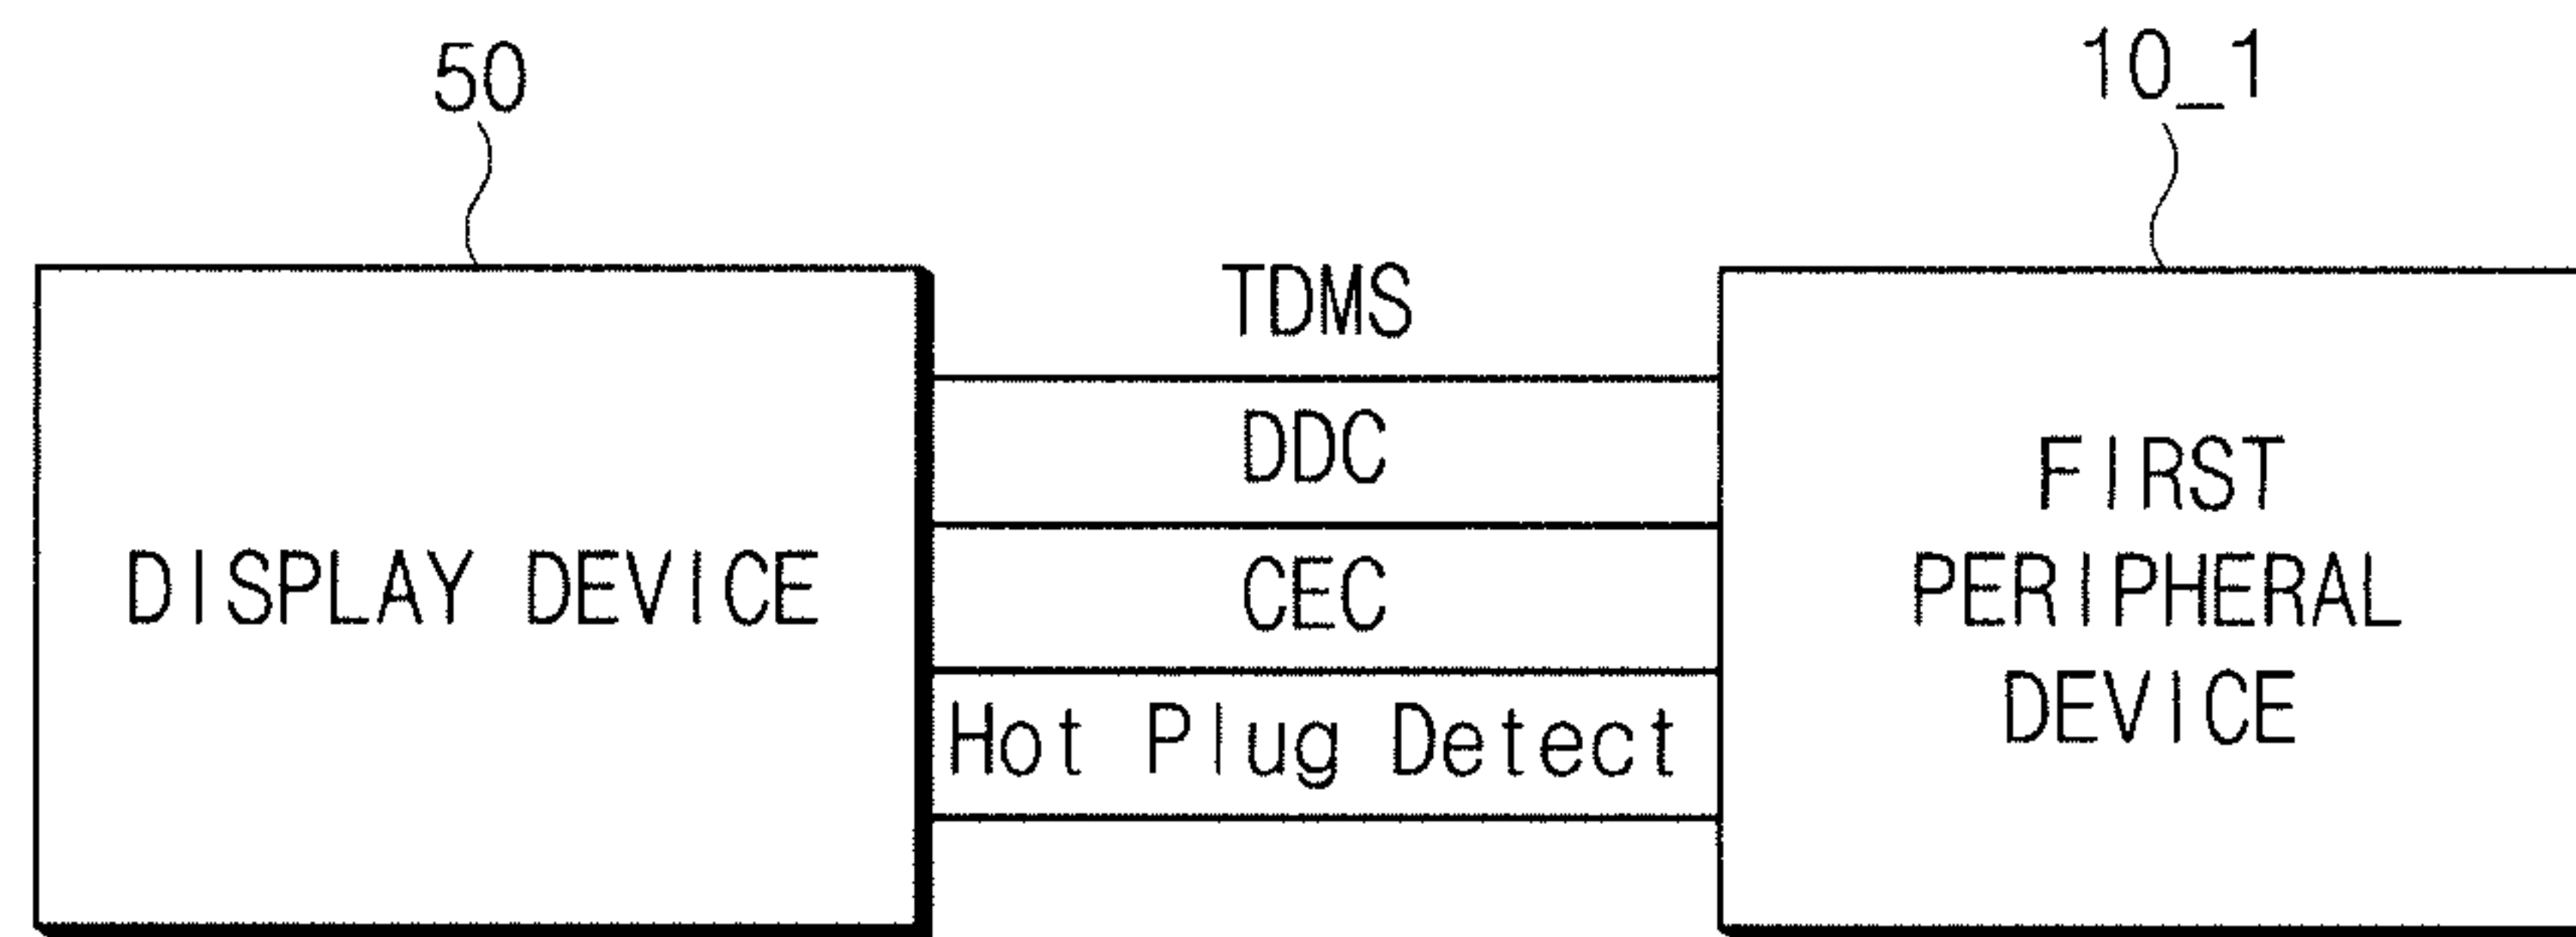 50
10_1
TDMS
DDC
CEC
Hot Plug Detect
DISPLAY DEVICE
FIRST
PERIPHERAL
DEVICE